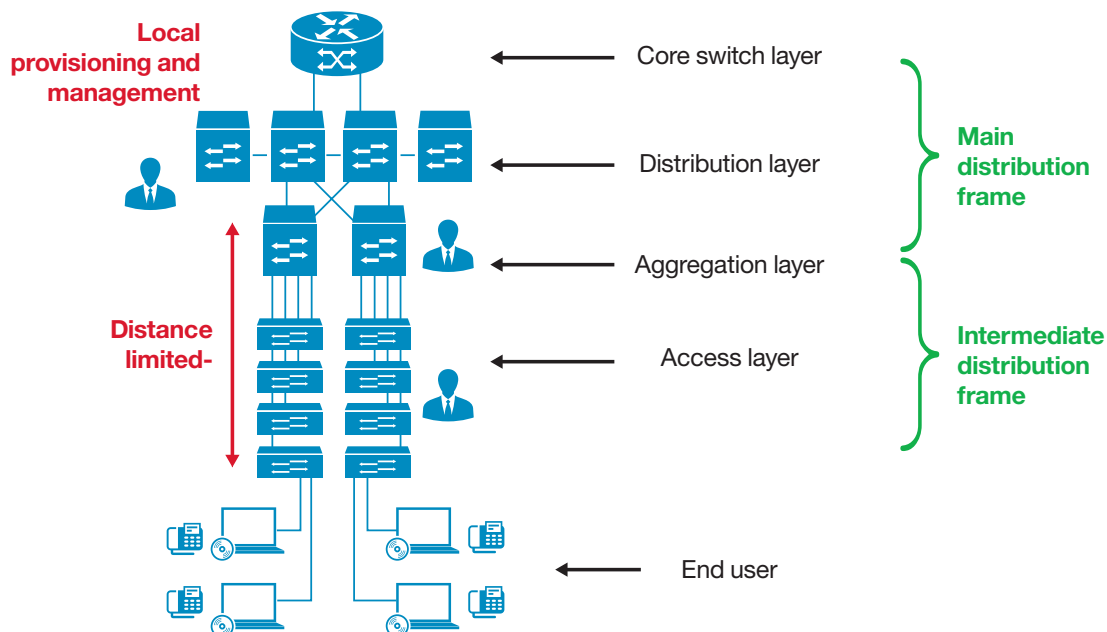 Local
provisioning and
management
Core switch layer
Distribution layer
Main
distribution
frame
Aggregation layer
Distance
limited-
Access layer
Intermediate
distribution
frame
End user